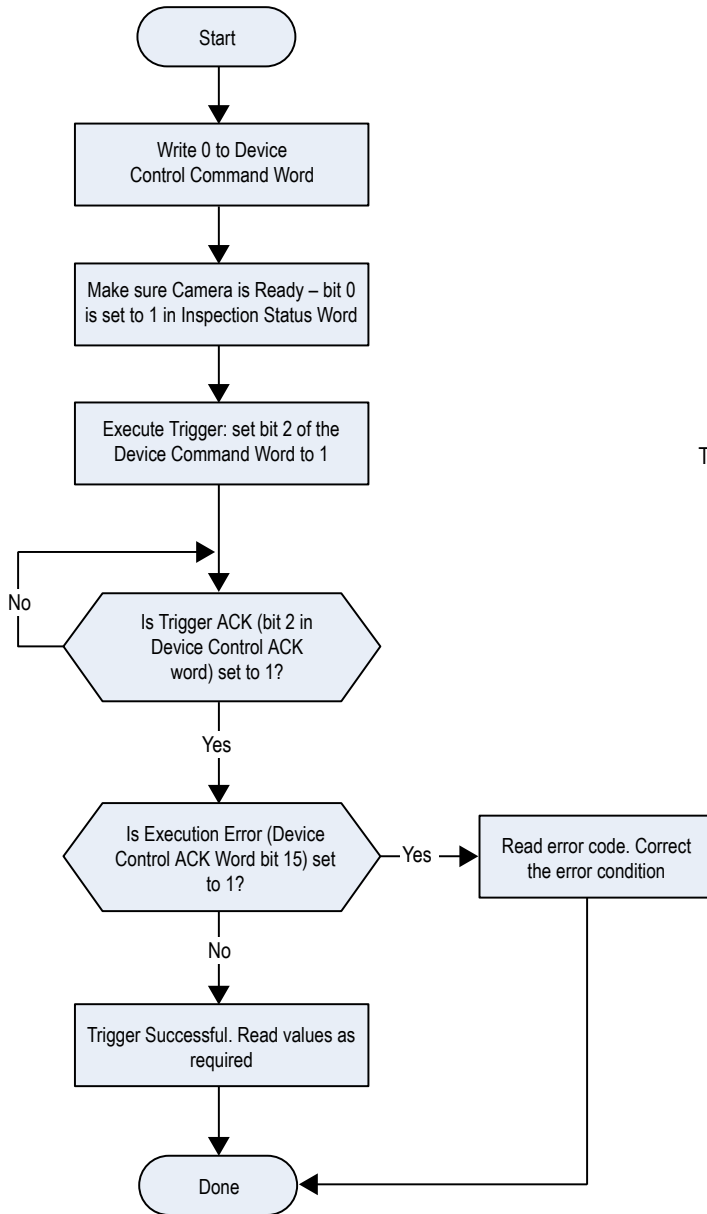 Start
Write 0 to Device
Control Command Word
Make sure Camera is Ready – bit 0
is set to 1 in Inspection Status Word
Execute Trigger: set bit 2 of the
Device Command Word to 1
T
No
Is Trigger ACK (bit 2 in
Device Control ACK
word) set to 1?
Yes
Is Execution Error (Device
Control ACK Word bit 15) set
to 1?
Yes
Read error code. Correct
the error condition
No
Trigger Successful. Read values as
required
Done